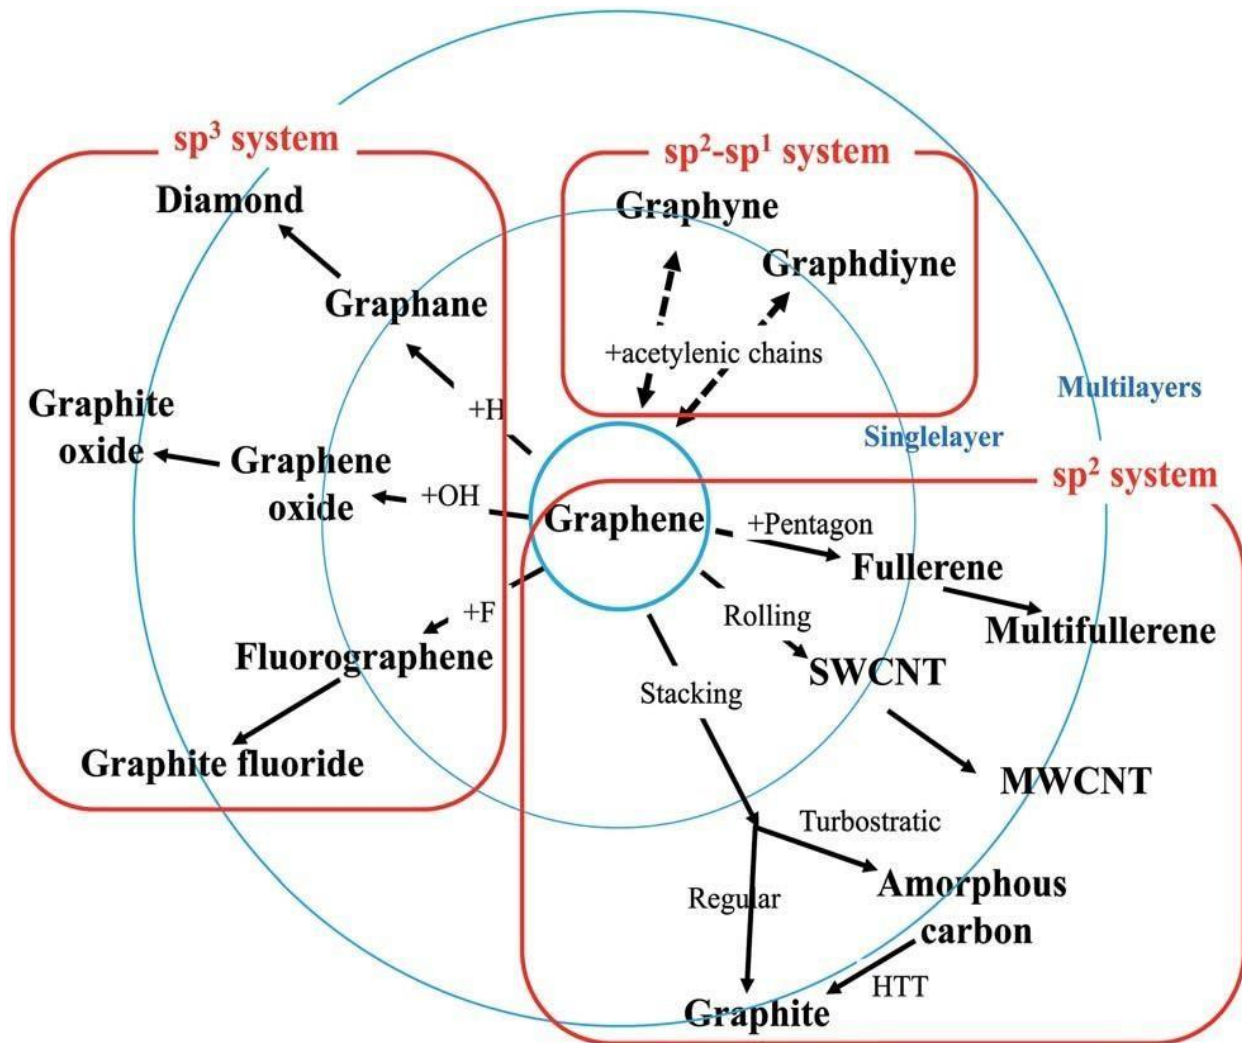 sp³ system
Diamond
Graphane
+H
Graphite
oxide
Graphene
oxide
+OH
+F
Fluorographene
Graphite fluoride
sp²-sp¹ system
Graphyne
Graphdiyne
+acetylenic chains
Multilayers
Singlelayer
sp² system
Graphene
+Pentagon
Fullerene
Multifullerene
Rolling
SWCNT
MWCNT
Stacking
Turbostratic
Regular
Amorphous
carbon
HTT
Graphite